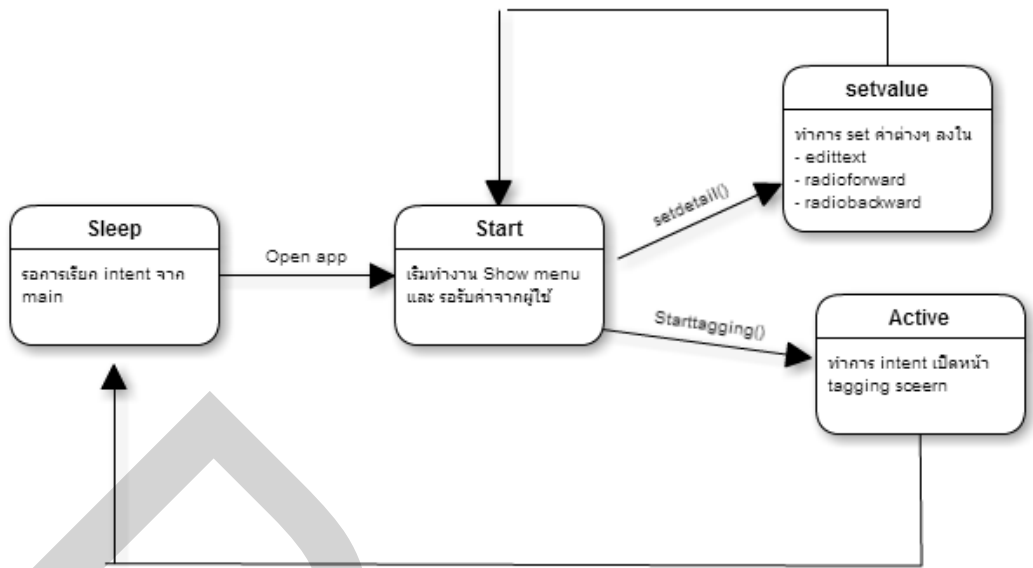 setvalue
ทำการ set ค่าต่างๆ ลงใน
- edittext
- radioforward
- radiobackward
setdetail()
Sleep
รอการเรียก intent จาก
main
Open app
Start
เริ่มทำงาน Show menu
และ รอรับค่าจากผู้ใช้
Starttagging()
Active
ทำการ intent เปิดหน้า
tagging sceern